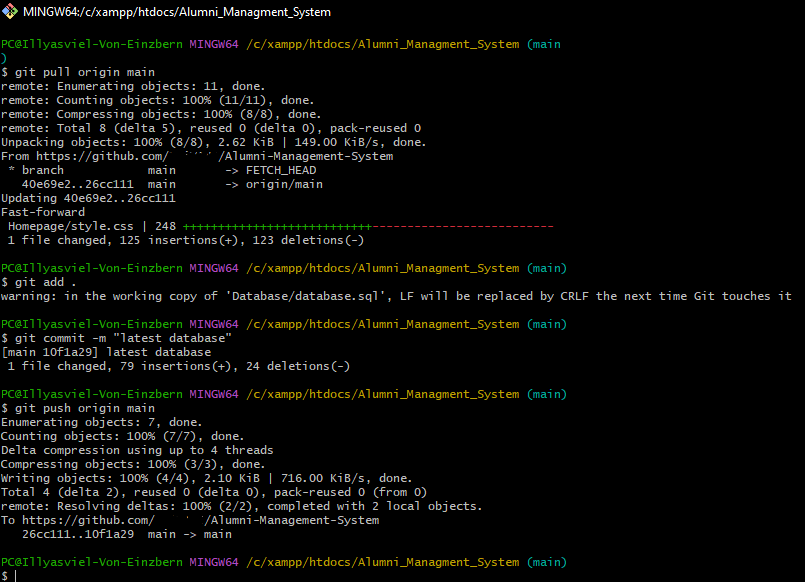 MINGW64:/c/xampp/htdocs/Alumni_Managment_System
PC@Illyasviel-Von-Einzbern MINGW64 /c/xampp/htdocs/Alumni_Managment_System (main
)
$ git pull origin main
remote: Enumerating objects: 11, done.
remote: Counting objects: 100% (11/11), done.
remote: Compressing objects: 100% (8/8), done.
remote: Total 8 (delta 5), reused 0 (delta 0), pack-reused 0
Unpacking objects: 100% (8/8), 2.62 KiB | 149.00 KiB/s, done.
From https://github.com/ /Alumni-Management-System
 * branch            main       -> FETCH_HEAD
   40e69e2..26cc111  main       -> origin/main
Updating 40e69e2..26cc111
Fast-forward
 Homepage/style.css | 248 +++++++++++++++++++++++++++--------------------------
 1 file changed, 125 insertions(+), 123 deletions(-)
PC@Illyasviel-Von-Einzbern MINGW64 /c/xampp/htdocs/Alumni_Managment_System (main)
$ git add .
warning: in the working copy of 'Database/database.sql', LF will be replaced by CRLF the next time Git touches it
PC@Illyasviel-Von-Einzbern MINGW64 /c/xampp/htdocs/Alumni_Managment_System (main)
$ git commit -m "latest database"
[main 10f1a29] latest database
 1 file changed, 79 insertions(+), 24 deletions(-)
PC@Illyasviel-Von-Einzbern MINGW64 /c/xampp/htdocs/Alumni_Managment_System (main)
$ git push origin main
Enumerating objects: 7, done.
Counting objects: 100% (7/7), done.
Delta compression using up to 4 threads
Compressing objects: 100% (3/3), done.
Writing objects: 100% (4/4), 2.10 KiB | 716.00 KiB/s, done.
Total 4 (delta 2), reused 0 (delta 0), pack-reused 0 (from 0)
remote: Resolving deltas: 100% (2/2), completed with 2 local objects.
To https://github.com/ /Alumni-Management-System
   26cc111..10f1a29  main -> main
PC@Illyasviel-Von-Einzbern MINGW64 /c/xampp/htdocs/Alumni_Managment_System (main)
$